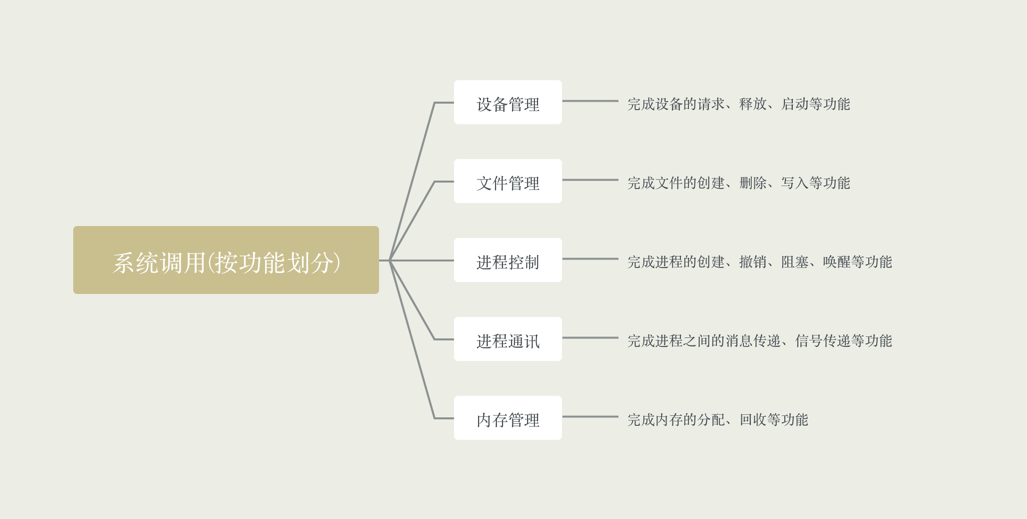 系统调用(按功能划分)
设备管理
完成设备的请求、释放、启动等功能
文件管理
完成文件的创建、删除、写入等功能
进程控制
完成进程的创建、撤销、阻塞、唤醒等功能
进程通讯
完成进程之间的消息传递、信号传递等功能
内存管理
完成内存的分配、回收等功能